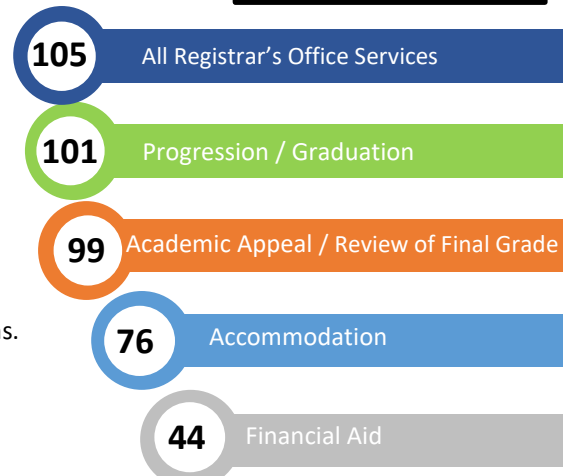 105 All Registrar’s Office Services
101 Progression / Graduation
99 Academic Appeal / Review of Final Grade
76 Accommodation
44 Financial Aid